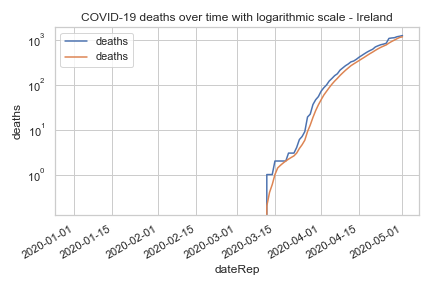 COVID-19 deaths over time with logarithmic scale - Ireland
deaths
deaths
10³
10²
10¹
10⁰
deaths
2020-01-01
2020-01-15
2020-02-01
2020-02-15
2020-03-01
2020-03-15
2020-04-01
2020-04-15
2020-05-01
dateRep